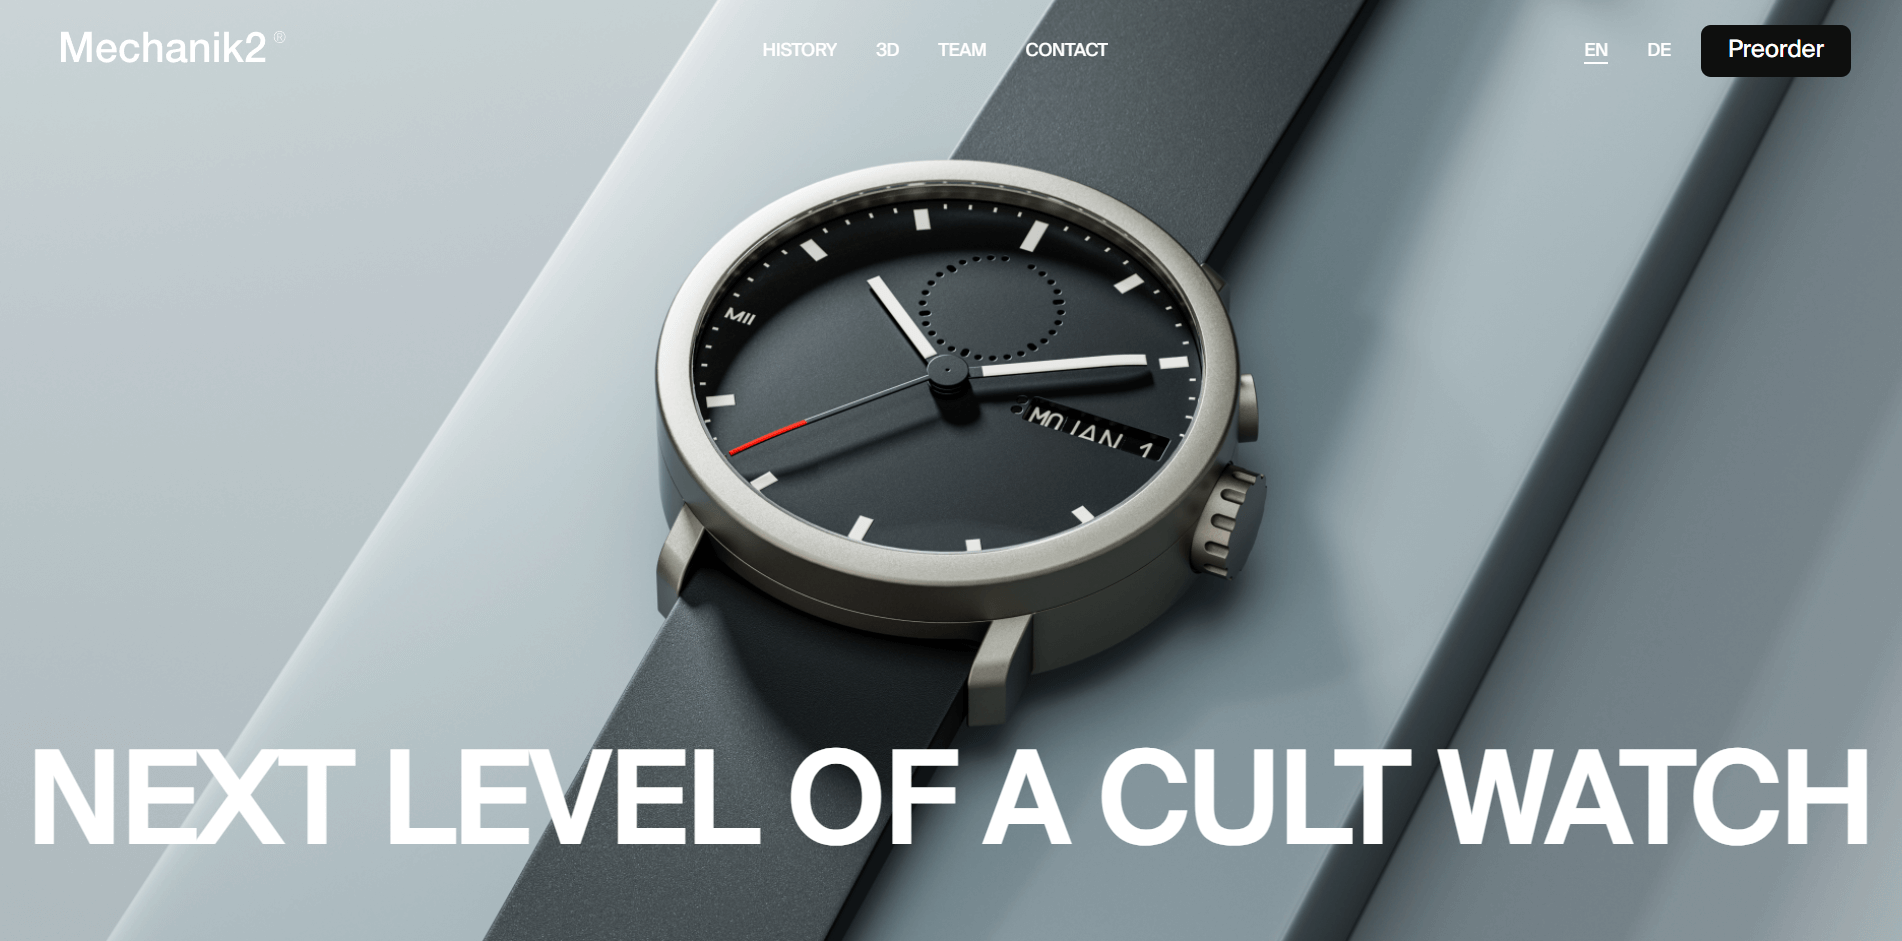 Mechanik2 ®
HISTORY 3D TEAM CONTACT
EN DE Preorder
MII
MO JAN 1
NEXT LEVEL OF A CULT WATCH